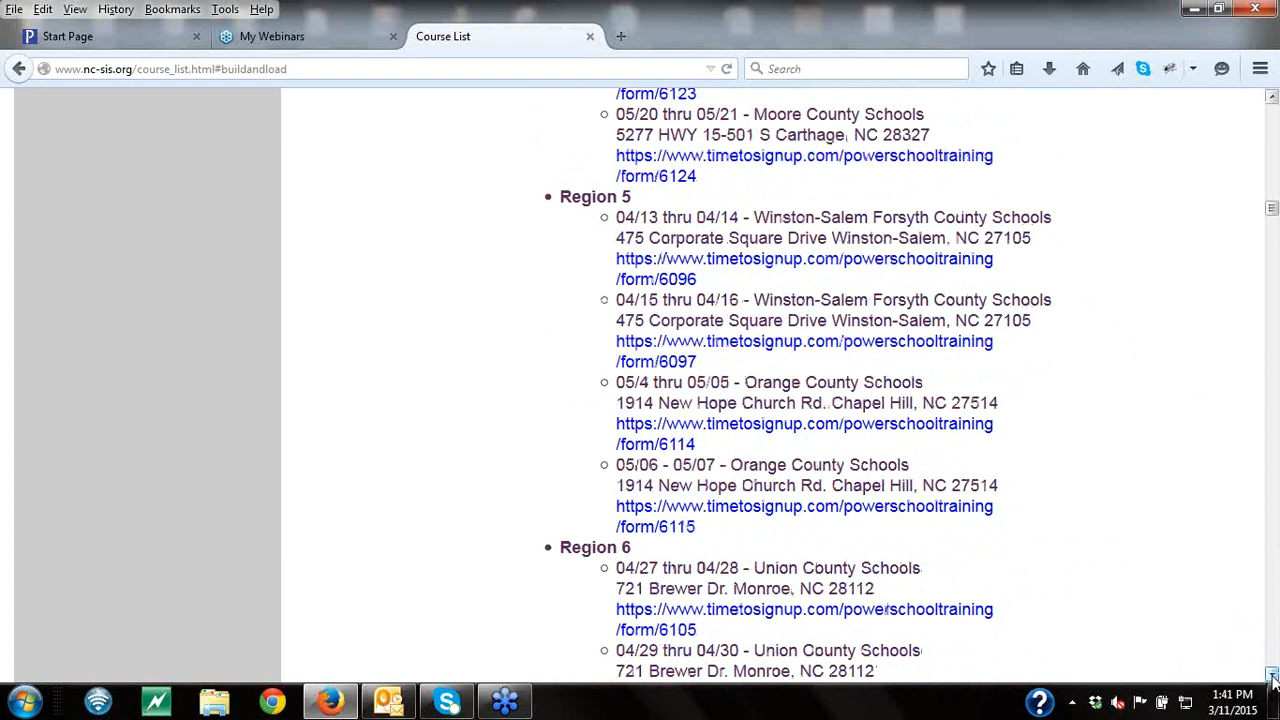 File Edit View History Bookmarks Tools Help
Start Page My Webinars Course List
www.nc-sis.org/course_list.html#buildandload Search
/form/6123
05/20 thru 05/21 - Moore County Schools
5277 HWY 15-501 S Carthage, NC 28327
https://www.timetosignup.com/powerschooltraining
/form/6124
Region 5
04/13 thru 04/14 - Winston-Salem Forsyth County Schools
475 Corporate Square Drive Winston-Salem, NC 27105
https://www.timetosignup.com/powerschooltraining
/form/6096
04/15 thru 04/16 - Winston-Salem Forsyth County Schools
475 Corporate Square Drive Winston-Salem, NC 27105
https://www.timetosignup.com/powerschooltraining
/form/6097
05/4 thru 05/05 - Orange County Schools
1914 New Hope Church Rd. Chapel Hill, NC 27514
https://www.timetosignup.com/powerschooltraining
/form/6114
05/06 - 05/07 - Orange County Schools
1914 New Hope Church Rd. Chapel Hill, NC 27514
https://www.timetosignup.com/powerschooltraining
/form/6115
Region 6
04/27 thru 04/28 - Union County Schools
721 Brewer Dr. Monroe, NC 28112
https://www.timetosignup.com/powerschooltraining
/form/6105
04/29 thru 04/30 - Union County Schools
721 Brewer Dr. Monroe, NC 28112
1:41 PM
3/11/2015